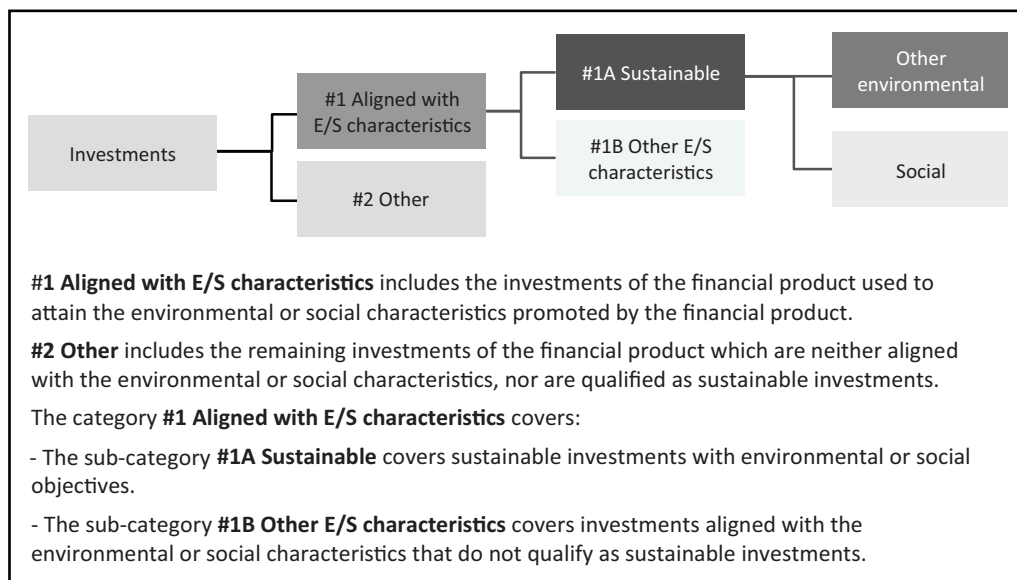 Investments
#1 Aligned with
E/S characteristics
#2 Other
#1A Sustainable
#1B Other E/S
characteristics
Other
environmental
Social
#1 Aligned with E/S characteristics includes the investments of the financial product used to
attain the environmental or social characteristics promoted by the financial product.
#2 Other includes the remaining investments of the financial product which are neither aligned
with the environmental or social characteristics, nor are qualified as sustainable investments.
The category #1 Aligned with E/S characteristics covers:
- The sub-category #1A Sustainable covers sustainable investments with environmental or social
objectives.
- The sub-category #1B Other E/S characteristics covers investments aligned with the
environmental or social characteristics that do not qualify as sustainable investments.